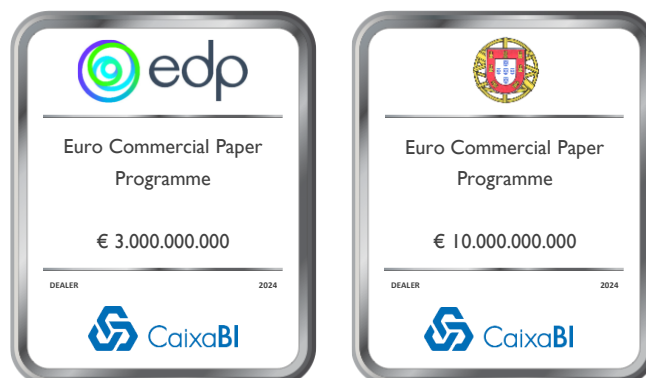 edp
Euro Commercial Paper
Programme
€ 3.000.000.000
DEALER 2024
CaixaBI
Euro Commercial Paper
Programme
€ 10.000.000.000
DEALER 2024
CaixaBI